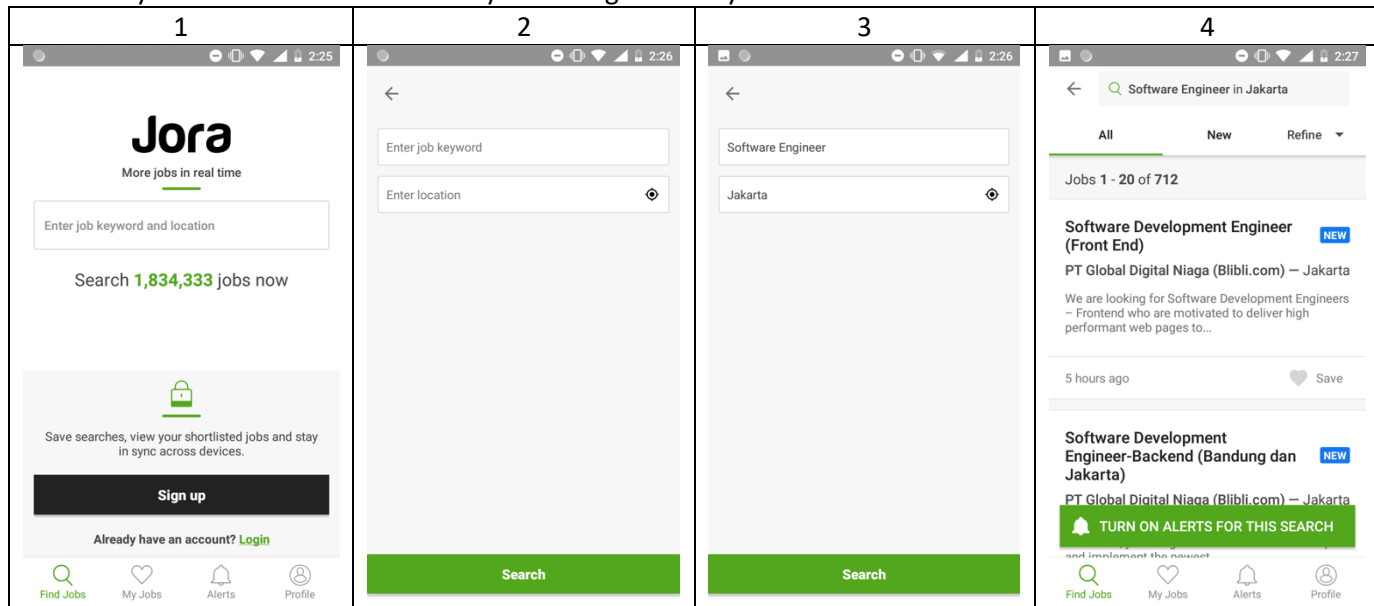 1
2
3
4
2:25
Jora
More jobs in real time
Enter job keyword and location
Search 1,834,333 jobs now
Save searches, view your shortlisted jobs and stay
in sync across devices.
Sign up
Already have an account? Login
Find Jobs
My Jobs
Alerts
Profile
2:26
Enter job keyword
Enter location
Search
2:26
Software Engineer
Jakarta
Search
2:27
Software Engineer in Jakarta
All
New
Refine
Jobs 1 - 20 of 712
Software Development Engineer
(Front End)
NEW
PT Global Digital Niaga (Blibli.com) — Jakarta
We are looking for Software Development Engineers
– Frontend who are motivated to deliver high
performant web pages to...
5 hours ago
Save
Software Development
Engineer-Backend (Bandung dan
Jakarta)
NEW
PT Global Digital Niaga (Blibli.com) — Jakarta
TURN ON ALERTS FOR THIS SEARCH
and implement the newest
Find Jobs
My Jobs
Alerts
Profile